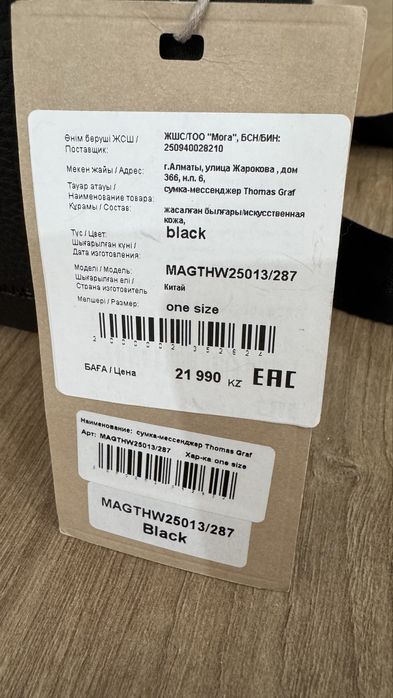 Өнім беруші ЖСШ /
Поставщик:
ЖШС/ТОО "Мога", БСН/БИН:
250940028210
Мекен жайы / Адрес:
г.Алматы, улица Жарокова , дом
366, н.п. 6,
Тауар атауы /
Наименование товара:
сумка-мессенджер Thomas Graf
Құрамы / Состав:
жасалған былғары/искусственная
кожа,
Түс / Цвет:
black
Шығарылған күні /
Дата изготовления:
Моделі / Модель:
MAGTHW25013/287
Шығарылған елі /
Страна изготовитель
Китай
Мөлшері / Размер:
one size
БАҒА / Цена
21 990 KZ
EAC
Наименование: сумка-мессенджер Thomas Graf
Арт: MAGTHW25013/287 Хар-ка: one size
MAGTHW25013/287
Black